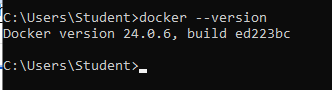 C:\Users\Student>docker --version
Docker version 24.0.6, build ed223bc
C:\Users\Student>